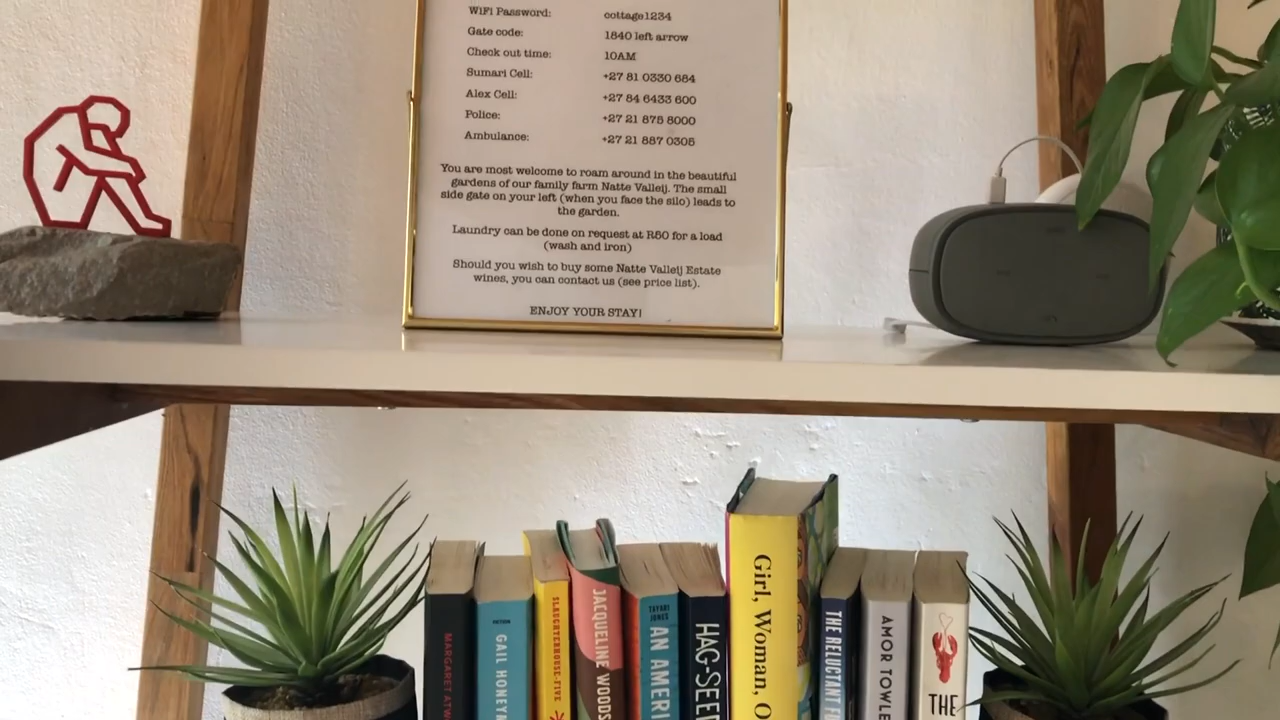 WiFi Password: cottage1234
Gate code: 1840 left arrow
Check out time: 10AM
Sumari Cell: +27 81 0330 684
Alex Cell: +27 84 6433 600
Police: +27 21 875 8000
Ambulance: +27 21 887 0305
You are most welcome to roam around in the beautiful
gardens of our family farm Natte Valleij. The small
side gate on your left (when you face the silo) leads to
the garden.
Laundry can be done on request at R50 for a load
(wash and iron)
Should you wish to buy some Natte Valleij Estate
wines, you can contact us (see price list).
ENJOY YOUR STAY!
MARGARET ATW
FICTION
GAIL HONEY
SLAUGHTERHOUSE-FIVE
JACQUELINE WOODS
TAYARI
JONES
AN AMERI
HAG-SEED
Girl, Woman, O
THE RELUCTANT F
AMOR TOWLE
THE